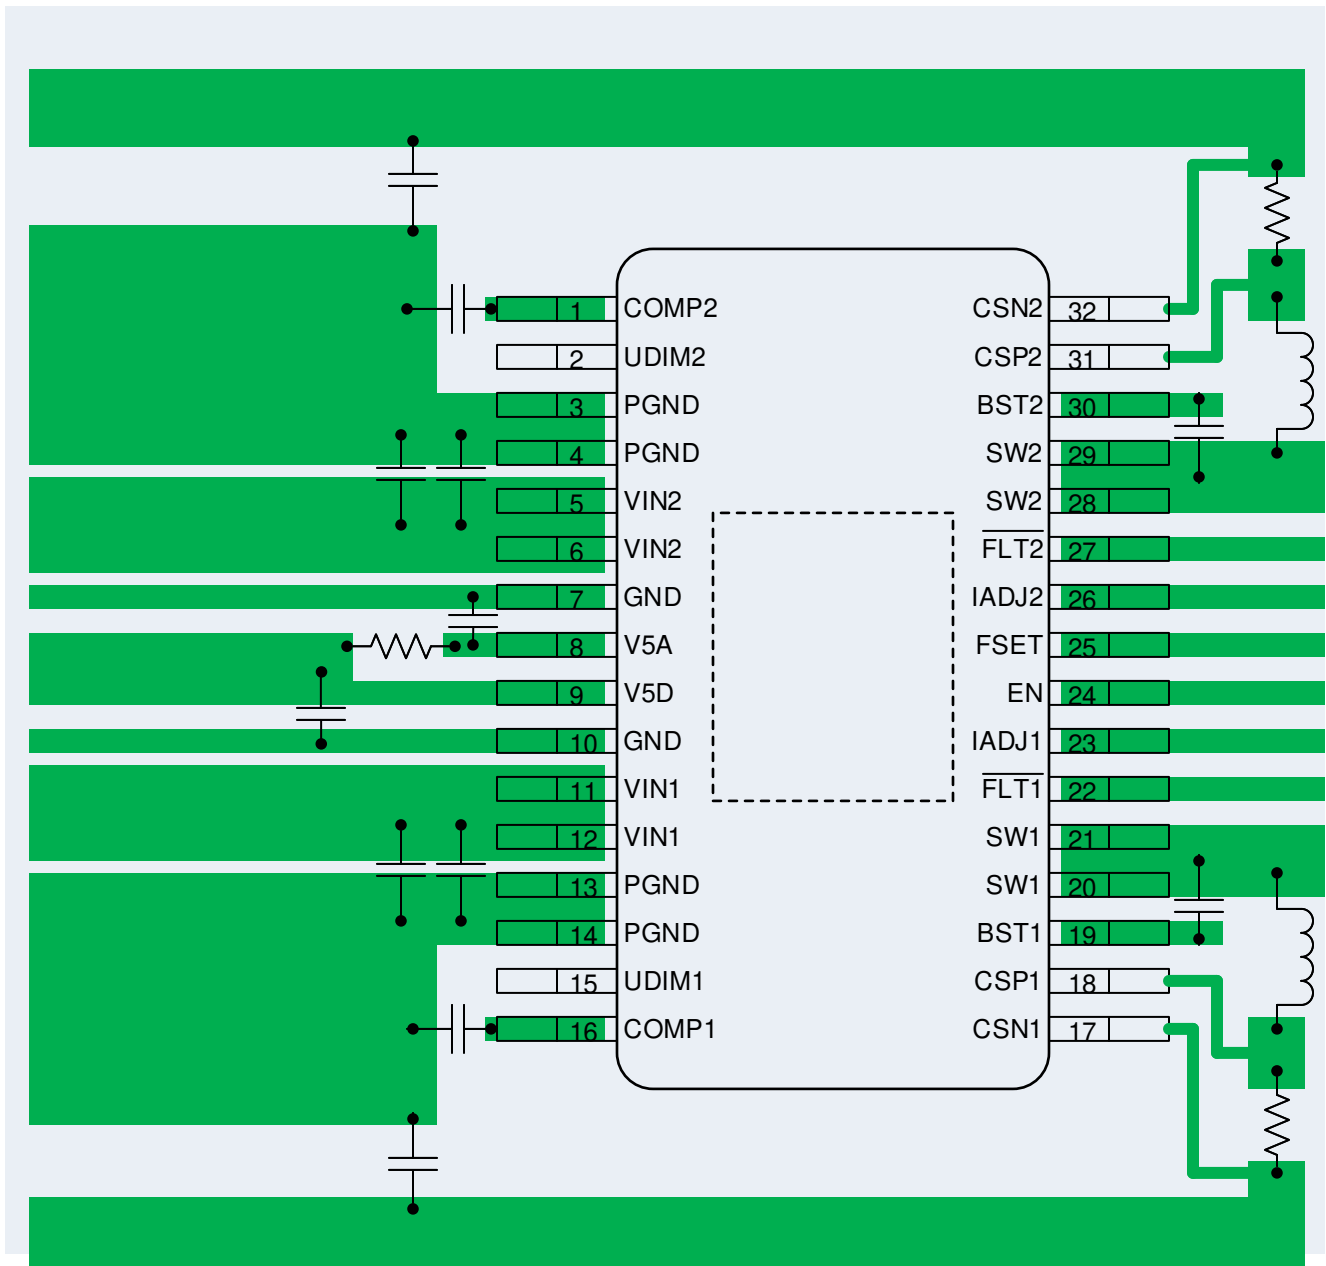 1 COMP2 CSN2 32
2 UDIM2 CSP2 31
3 PGND BST2 30
4 PGND SW2 29
5 VIN2 SW2 28
6 VIN2 F̅L̅T̅2̅ 27
7 GND IADJ2 26
8 V5A FSET 25
9 V5D EN 24
10 GND IADJ1 23
11 VIN1 F̅L̅T̅1̅ 22
12 VIN1 SW1 21
13 PGND SW1 20
14 PGND BST1 19
15 UDIM1 CSP1 18
16 COMP1 CSN1 17